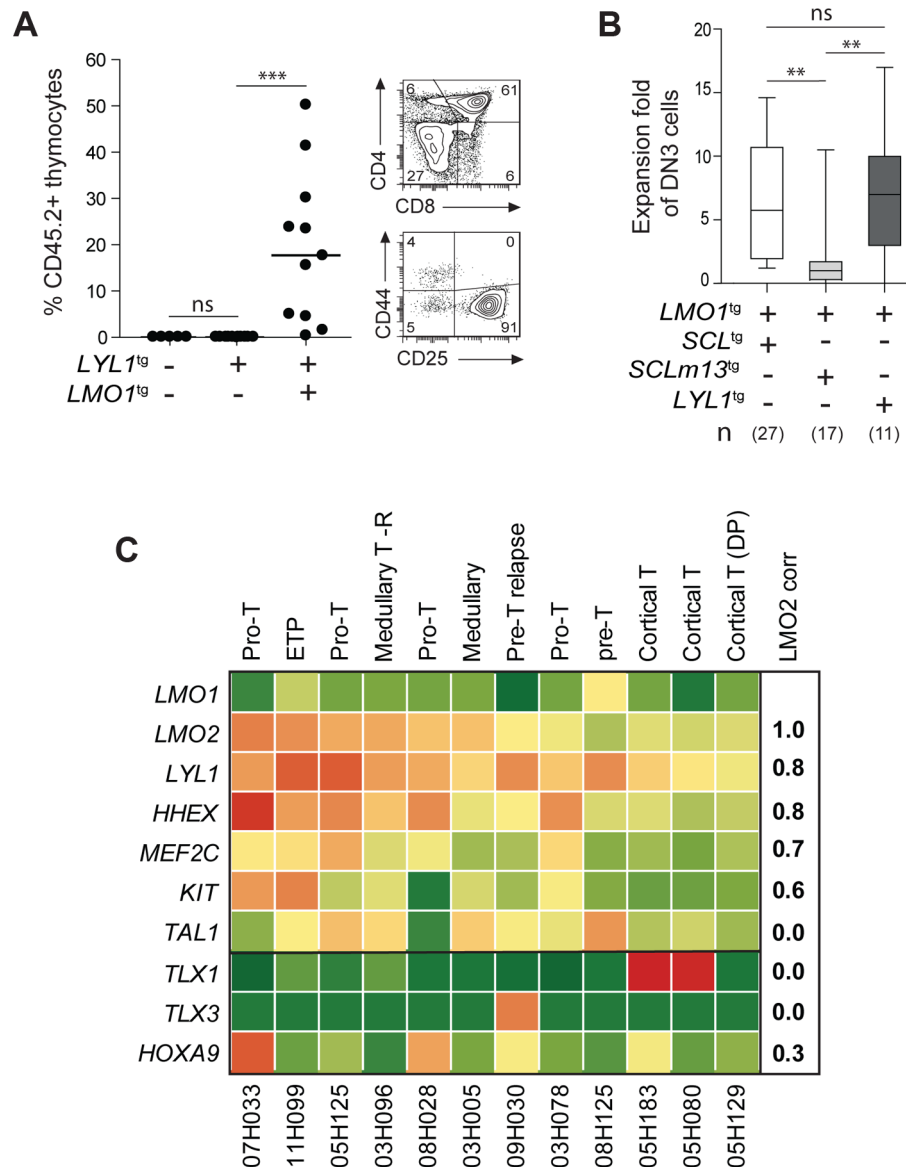 A
% CD45.2+ thymocytes
60
50
40
30
20
10
0
***
ns
LYL1tg - + +
LMO1tg - - +
CD4
6 61
27 6
CD8
CD44
4 0
5 91
CD25
B
Expansion fold
of DN3 cells
20
15
10
5
0
ns
** **
LMO1tg + + +
SCLtg + - -
SCLm13tg - + -
LYL1tg - - +
n (27) (17) (11)
C
Pro-T
ETP
Pro-T
Medullary T -R
Pro-T
Medullary
Pre-T relapse
Pro-T
pre-T
Cortical T
Cortical T
Cortical T (DP)
LMO2 corr
LMO1
LMO2 1.0
LYL1 0.8
HHEX 0.8
MEF2C 0.7
KIT 0.6
TAL1 0.0
TLX1 0.0
TLX3 0.0
HOXA9 0.3
07H033
11H099
05H125
03H096
08H028
03H005
09H030
03H078
08H125
05H183
05H080
05H129